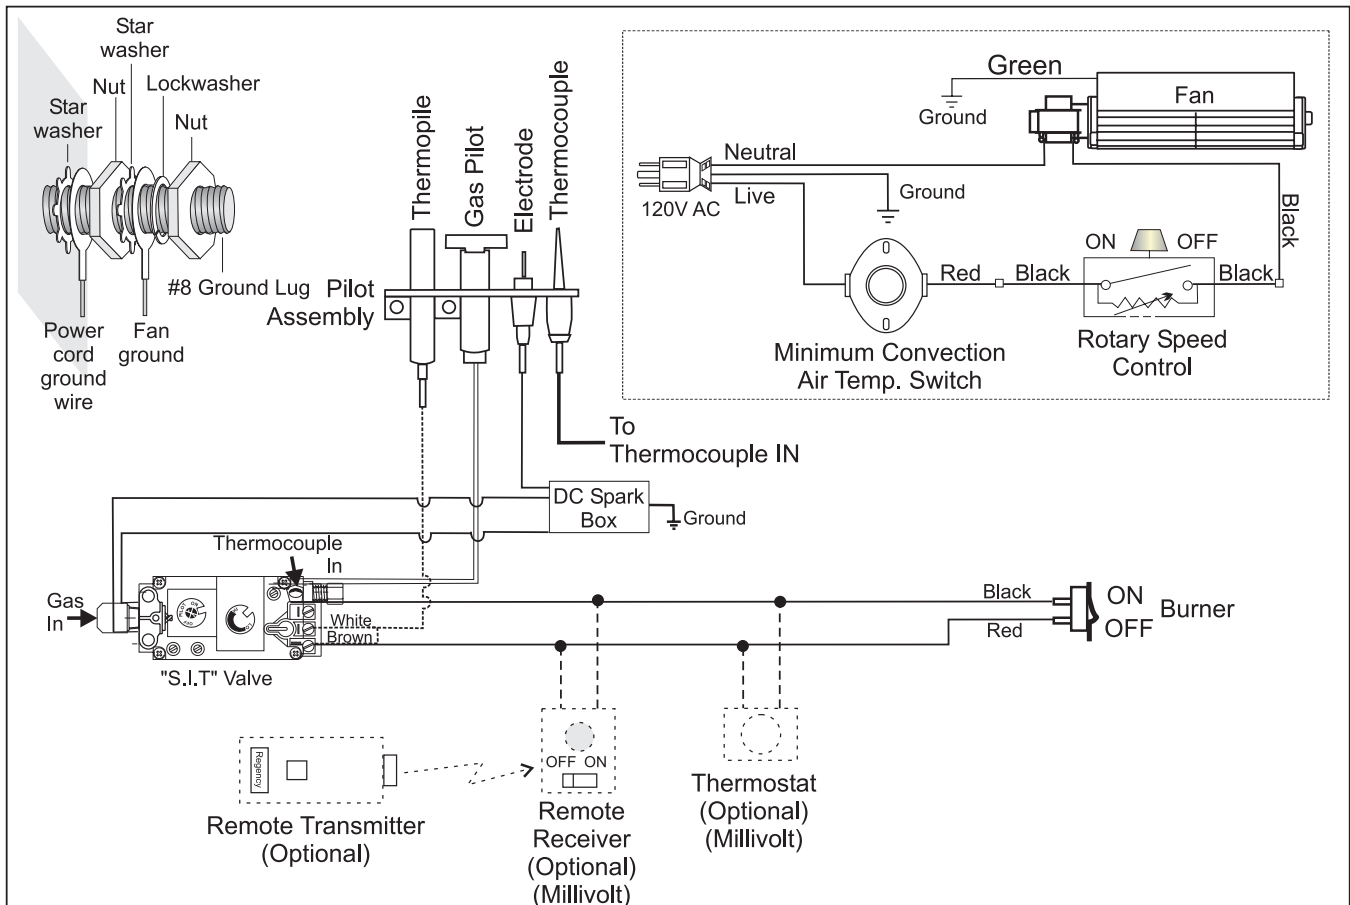 Star
washer
Nut
Lockwasher
Star
washer
Nut
#8 Ground Lug
Power
cord
ground
wire
Fan
ground
Thermopile
Gas Pilot
Electrode
Thermocouple
Pilot
Assembly
To
Thermocouple IN
Green
Ground
Fan
Neutral
Ground
120V AC
Live
Black
ON
OFF
Red
Black
Black
Minimum Convection
Air Temp. Switch
Rotary Speed
Control
DC Spark
Box
Ground
Thermocouple
In
Gas
In
PILOT
ON
OFF
White
Brown
"S.I.T" Valve
Black
Red
ON
OFF
Burner
Regency
OFF ON
Remote Transmitter
(Optional)
Remote
Receiver
(Optional)
(Millivolt)
Thermostat
(Optional)
(Millivolt)